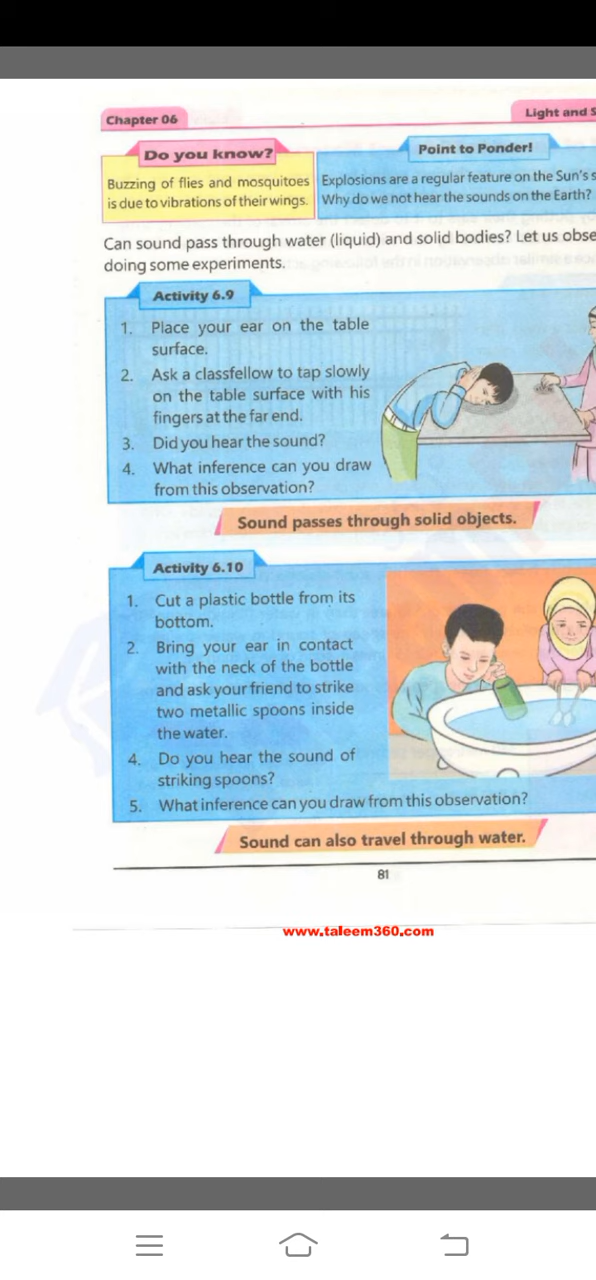 Chapter 06
Light and S
Do you know?
Buzzing of flies and mosquitoes
is due to vibrations of their wings.
Point to Ponder!
Explosions are a regular feature on the Sun's s
Why do we not hear the sounds on the Earth?
Can sound pass through water (liquid) and solid bodies? Let us obse
doing some experiments.
Activity 6.9
1. Place your ear on the table
surface.
2. Ask a classfellow to tap slowly
on the table surface with his
fingers at the far end.
3. Did you hear the sound?
4. What inference can you draw
from this observation?
Sound passes through solid objects.
Activity 6.10
1. Cut a plastic bottle from its
bottom.
2. Bring your ear in contact
with the neck of the bottle
and ask your friend to strike
two metallic spoons inside
the water.
4. Do you hear the sound of
striking spoons?
5. What inference can you draw from this observation?
Sound can also travel through water.
81
www.taleem360.com